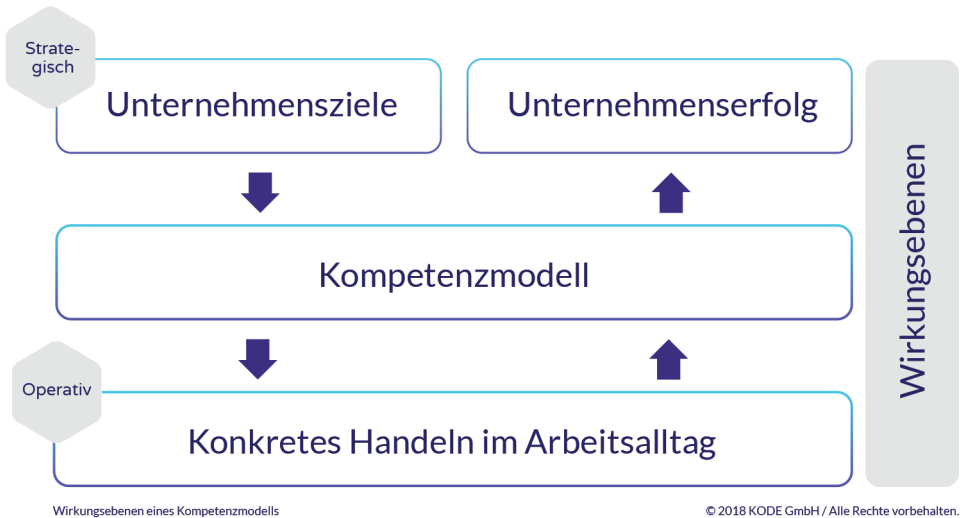 Strate-
gisch
Unternehmensziele
Unternehmenserfolg
Kompetenzmodell
Operativ
Konkretes Handeln im Arbeitsalltag
Wirkungsebenen
Wirkungsebenen eines Kompetenzmodells
© 2018 KODE GmbH / Alle Rechte vorbehalten.